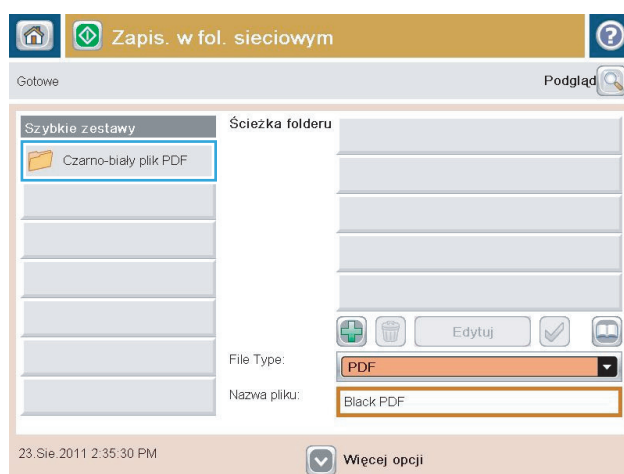 Zapis. w fol. sieciowym
Gotowe
Podgląd
Szybkie zestawy
Czarno-biały plik PDF
Ścieżka folderu
Edytuj
File Type:
PDF
Nazwa pliku:
Black PDF
23.Sie.2011 2:35:30 PM
Więcej opcji